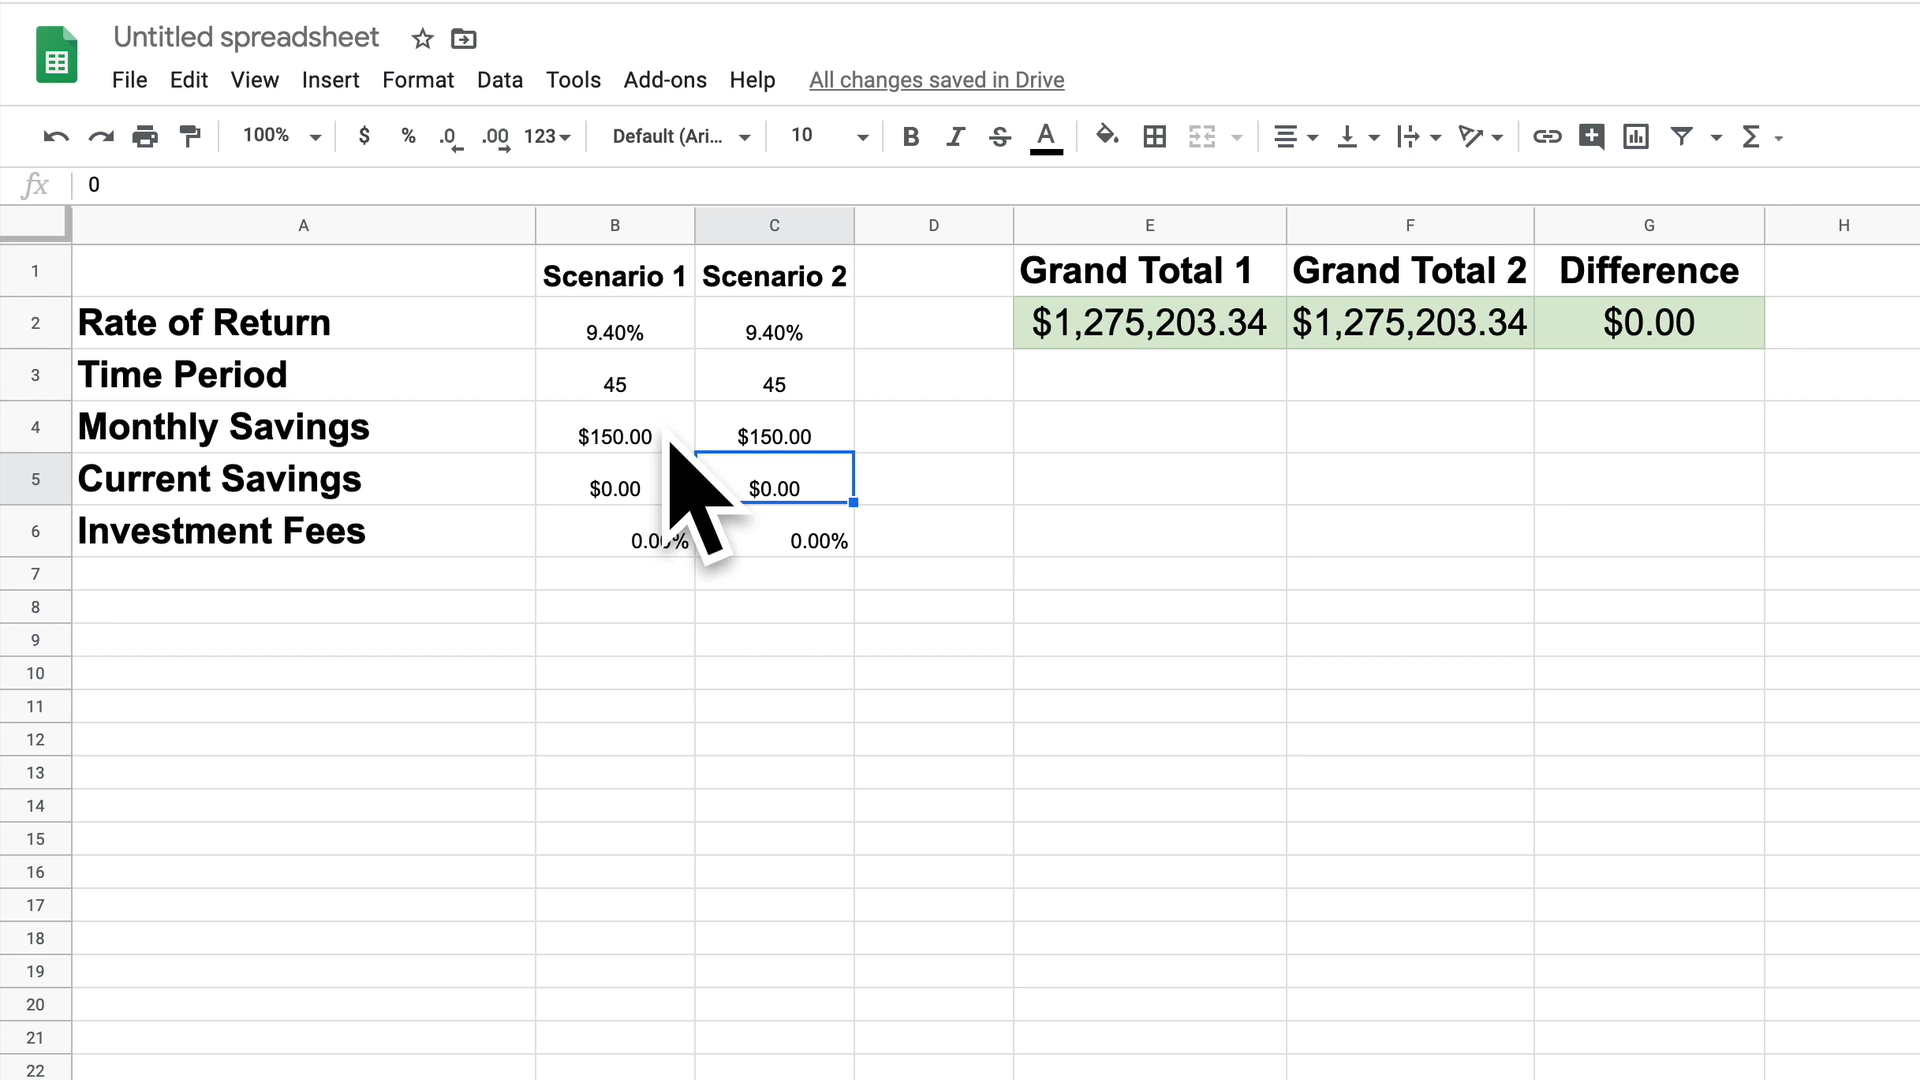 Untitled spreadsheet
File Edit View Insert Format Data Tools Add-ons Help All changes saved in Drive
100% $ % .0 .00 123 Default (Ari... 10 B I S A Σ
fx 0
A B C D E F G H
1 Scenario 1 Scenario 2 Grand Total 1 Grand Total 2 Difference
2 Rate of Return 9.40% 9.40% $1,275,203.34 $1,275,203.34 $0.00
3 Time Period 45 45
4 Monthly Savings $150.00 $150.00
5 Current Savings $0.00 $0.00
6 Investment Fees 0.00% 0.00%
7
8
9
10
11
12
13
14
15
16
17
18
19
20
21
22